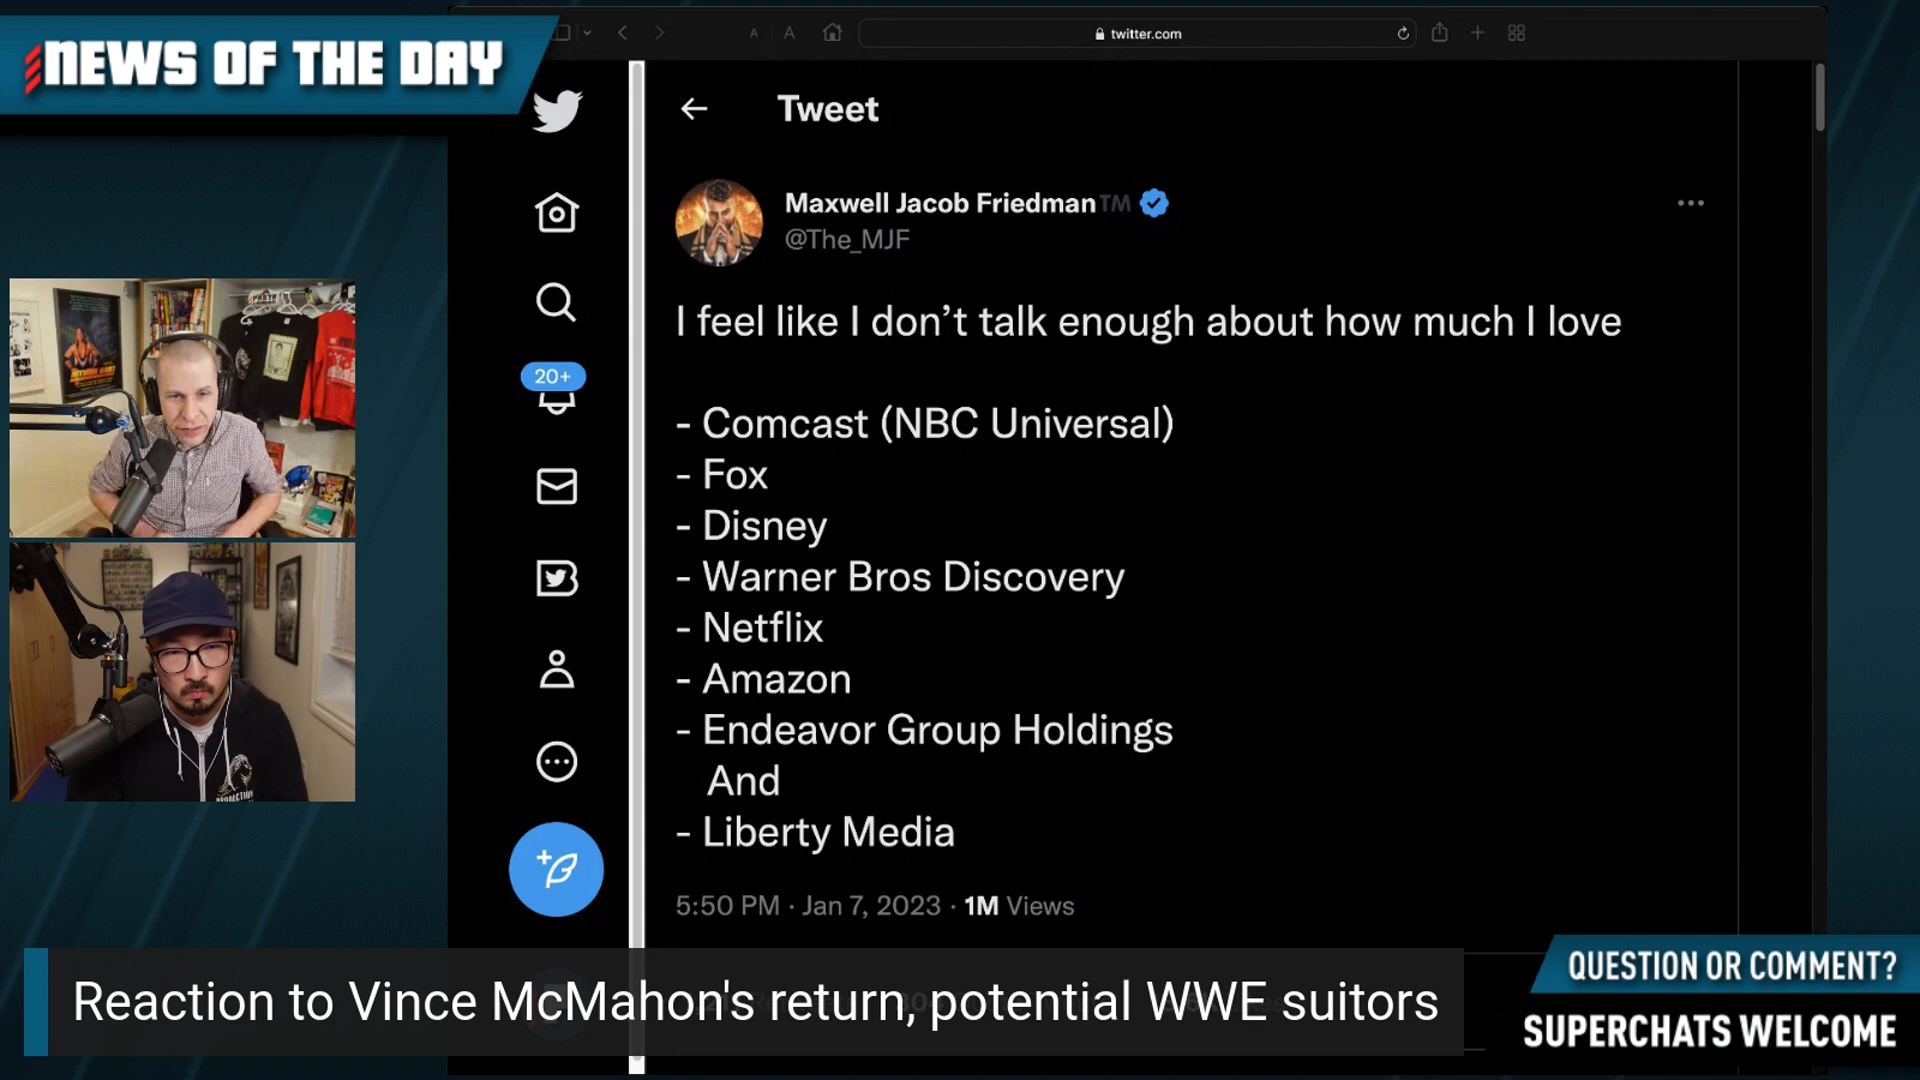 NEWS OF THE DAY
twitter.com
Tweet
Maxwell Jacob Friedman™
@The_MJF
20+
I feel like I don't talk enough about how much I love
- Comcast (NBC Universal)
- Fox
- Disney
- Warner Bros Discovery
- Netflix
- Amazon
- Endeavor Group Holdings
And
- Liberty Media
5:50 PM · Jan 7, 2023 · 1M Views
Reaction to Vince McMahon's return, potential WWE suitors
QUESTION OR COMMENT?
SUPERCHATS WELCOME